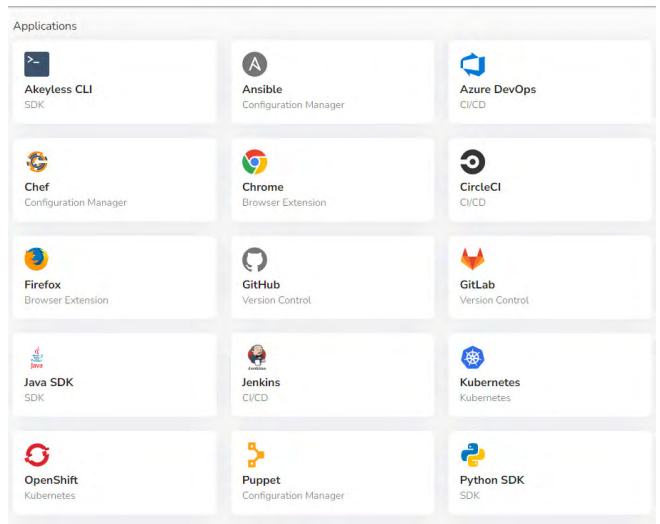 Applications
Akeyless CLI
SDK
Ansible
Configuration Manager
Azure DevOps
CI/CD
Chef
Configuration Manager
Chrome
Browser Extension
CircleCI
CI/CD
Firefox
Browser Extension
GitHub
Version Control
GitLab
Version Control
Java
Java SDK
SDK
Jenkins
Jenkins
CI/CD
Kubernetes
Kubernetes
OpenShift
Kubernetes
Puppet
Configuration Manager
Python SDK
SDK